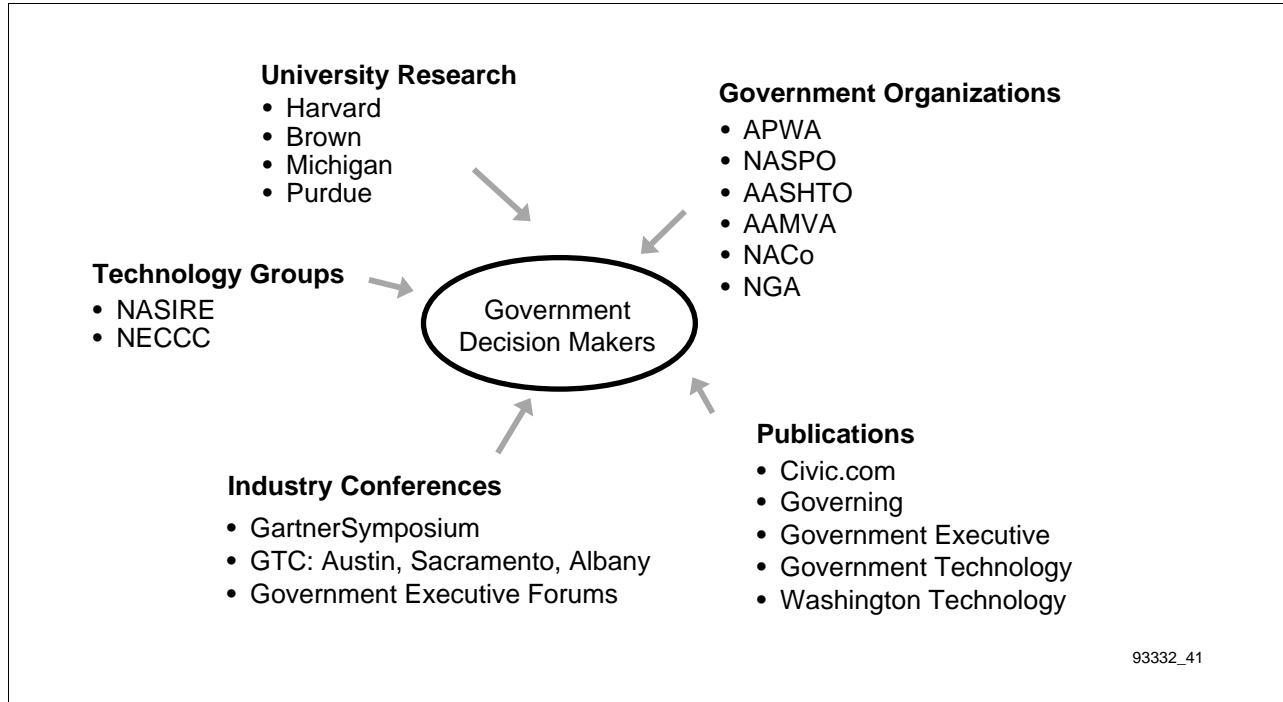 University Research
• Harvard
• Brown
• Michigan
• Purdue
Government Organizations
• APWA
• NASPO
• AASHTO
• AAMVA
• NACo
• NGA
Technology Groups
• NASIRE
• NECCC
Government
Decision Makers
Industry Conferences
• GartnerSymposium
• GTC: Austin, Sacramento, Albany
• Government Executive Forums
Publications
• Civic.com
• Governing
• Government Executive
• Government Technology
• Washington Technology
93332_41